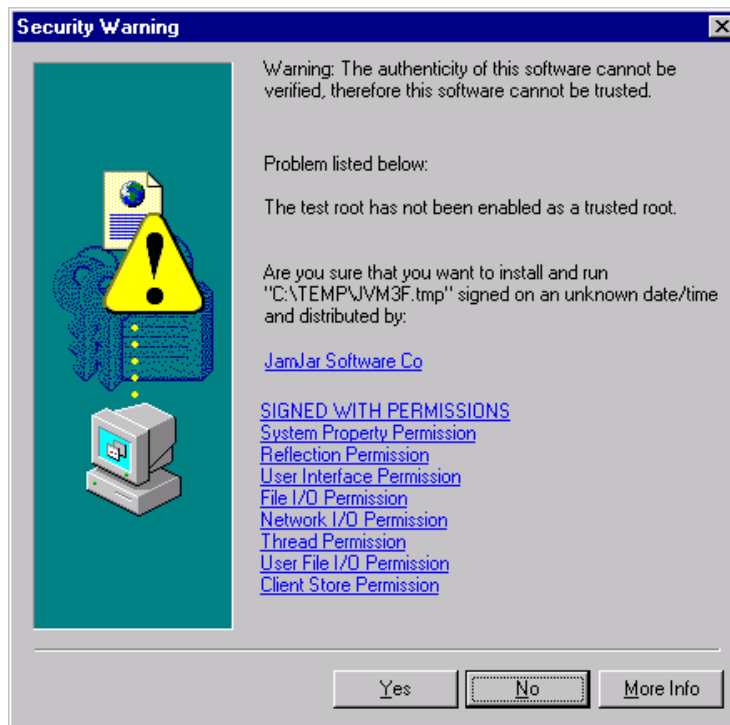 Security Warning
Warning: The authenticity of this software cannot be
verified, therefore this software cannot be trusted.
Problem listed below:
The test root has not been enabled as a trusted root.
Are you sure that you want to install and run
"C:\TEMP\JVM3F.tmp" signed on an unknown date/time
and distributed by:
JamJar Software Co
SIGNED WITH PERMISSIONS
System Property Permission
Reflection Permission
User Interface Permission
File I/O Permission
Network I/O Permission
Thread Permission
User File I/O Permission
Client Store Permission
Yes
No
More Info